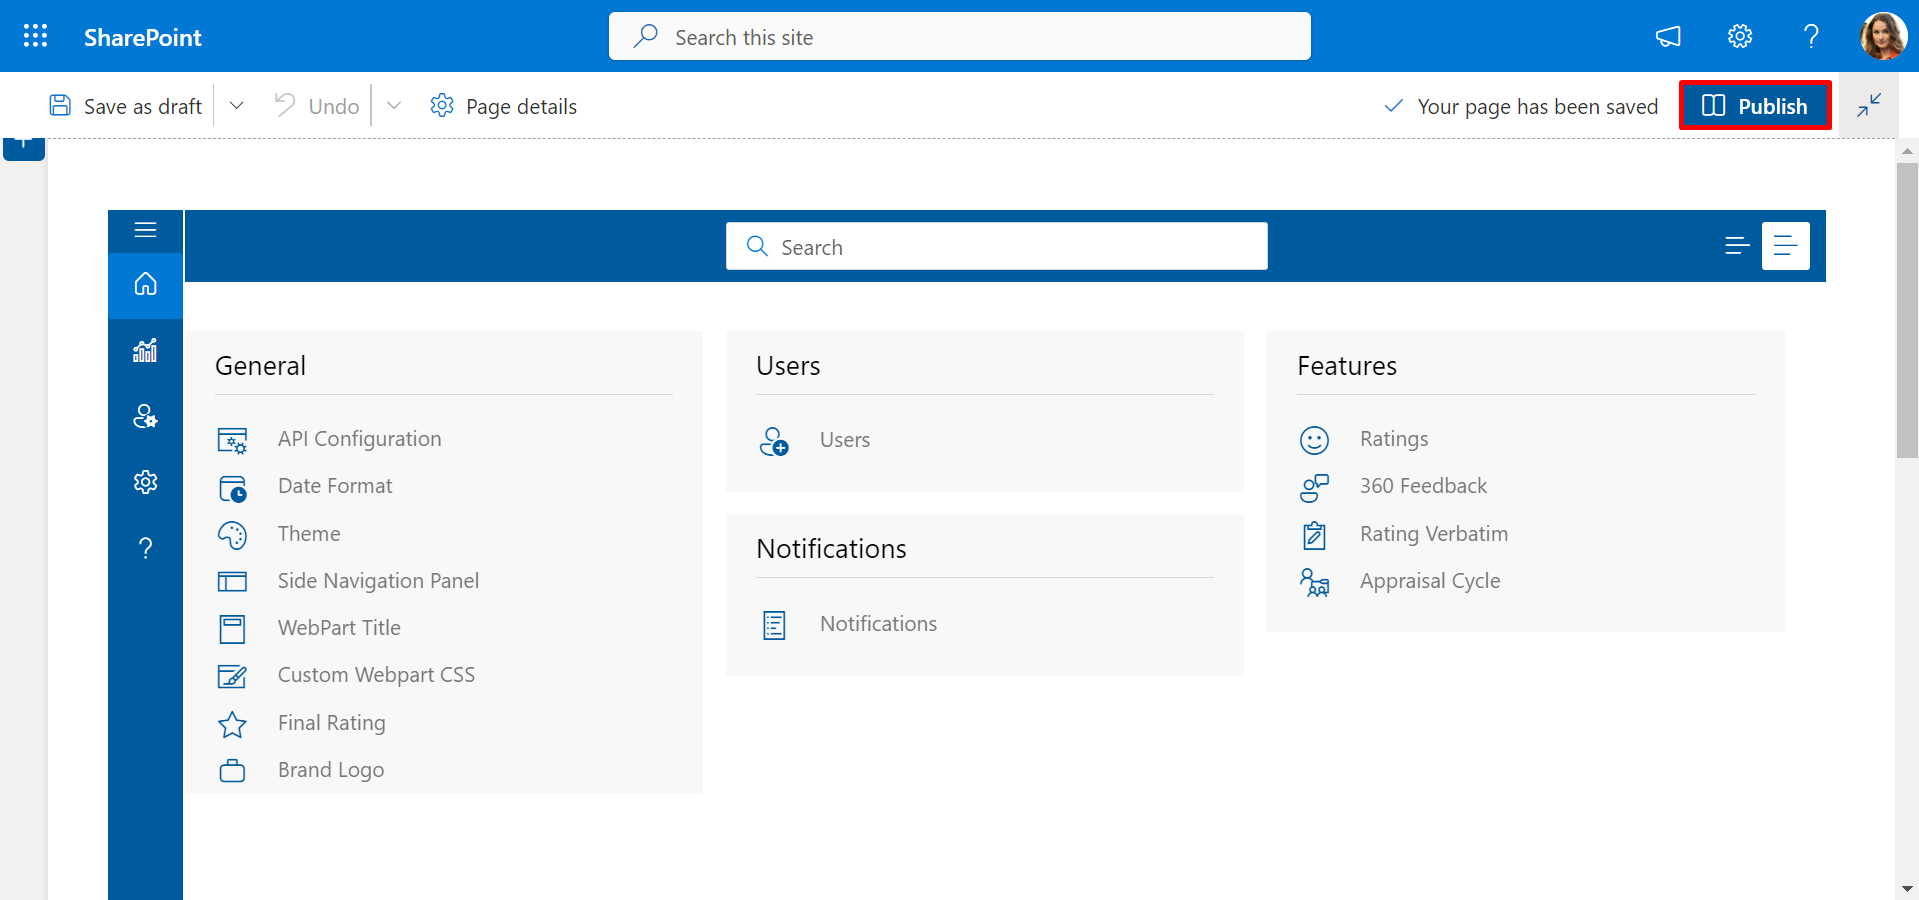 SharePoint
Search this site
Save as draft
Undo
Page details
Your page has been saved
Publish
Search
General
API Configuration
Date Format
Theme
Side Navigation Panel
WebPart Title
Custom Webpart CSS
Final Rating
Brand Logo
Users
Users
Notifications
Notifications
Features
Ratings
360 Feedback
Rating Verbatim
Appraisal Cycle